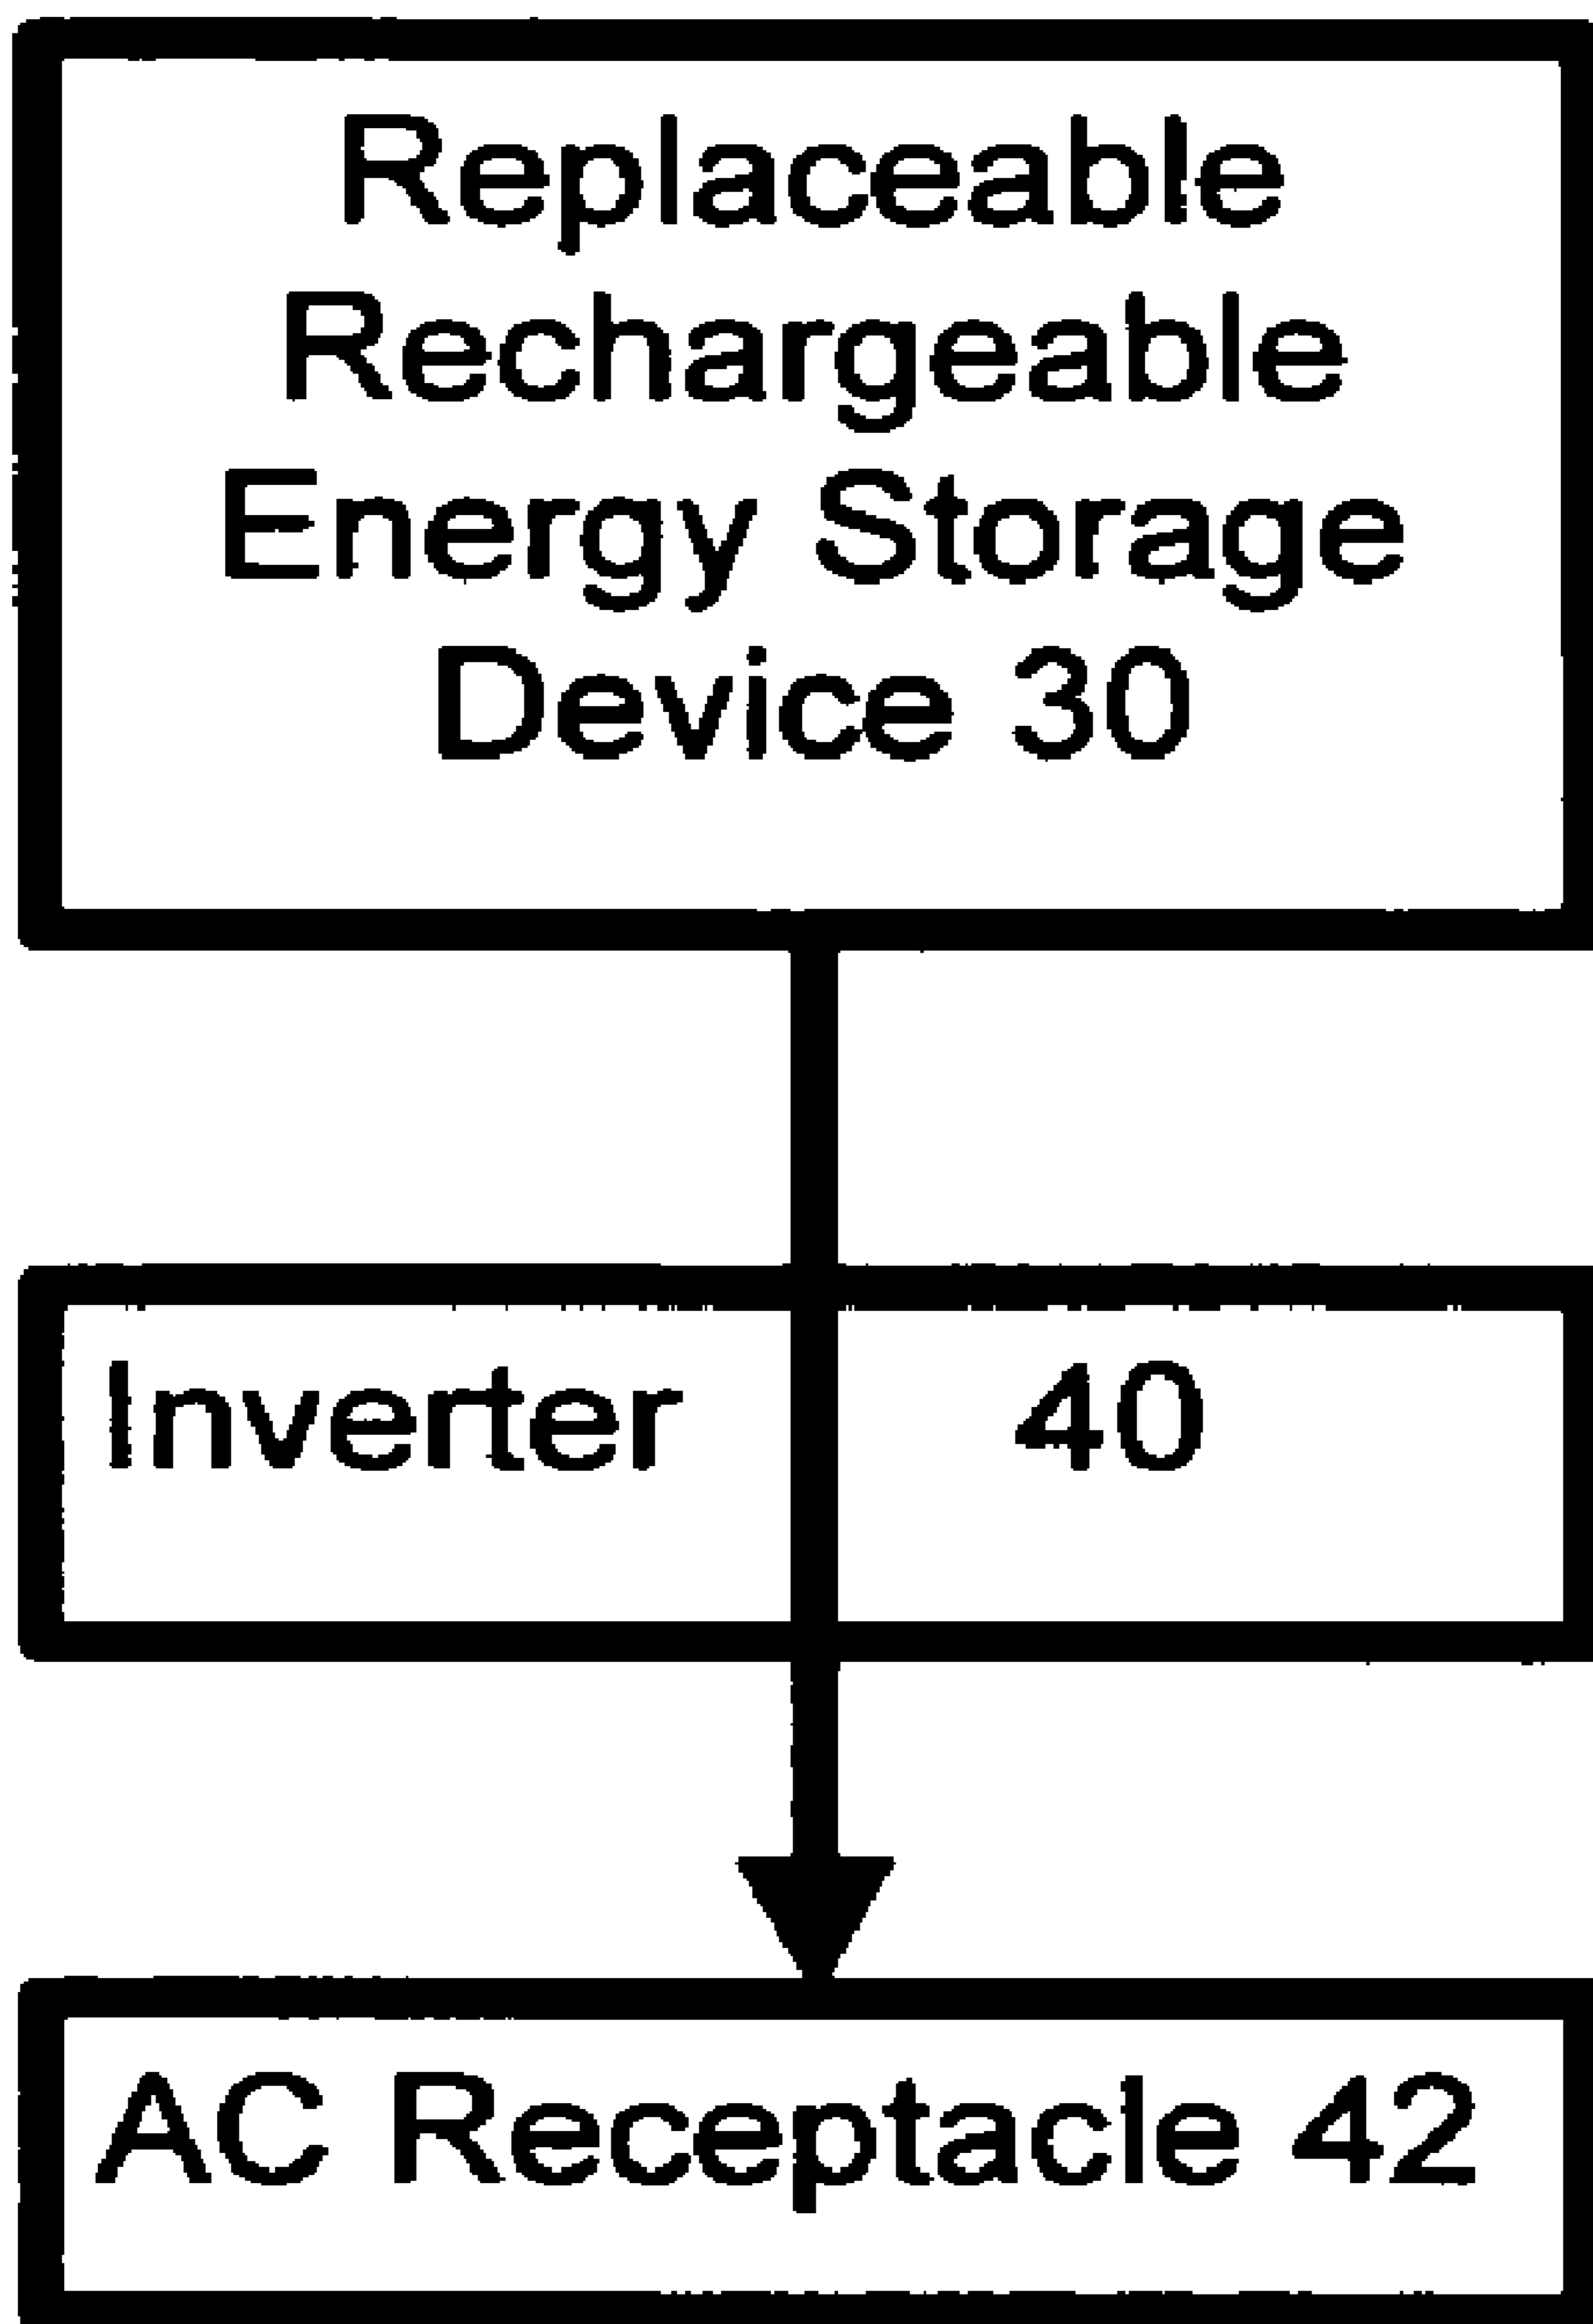 Replaceable
Rechargeable
Energy Storage
Device 30
Inverter 40
AC Receptacle 42